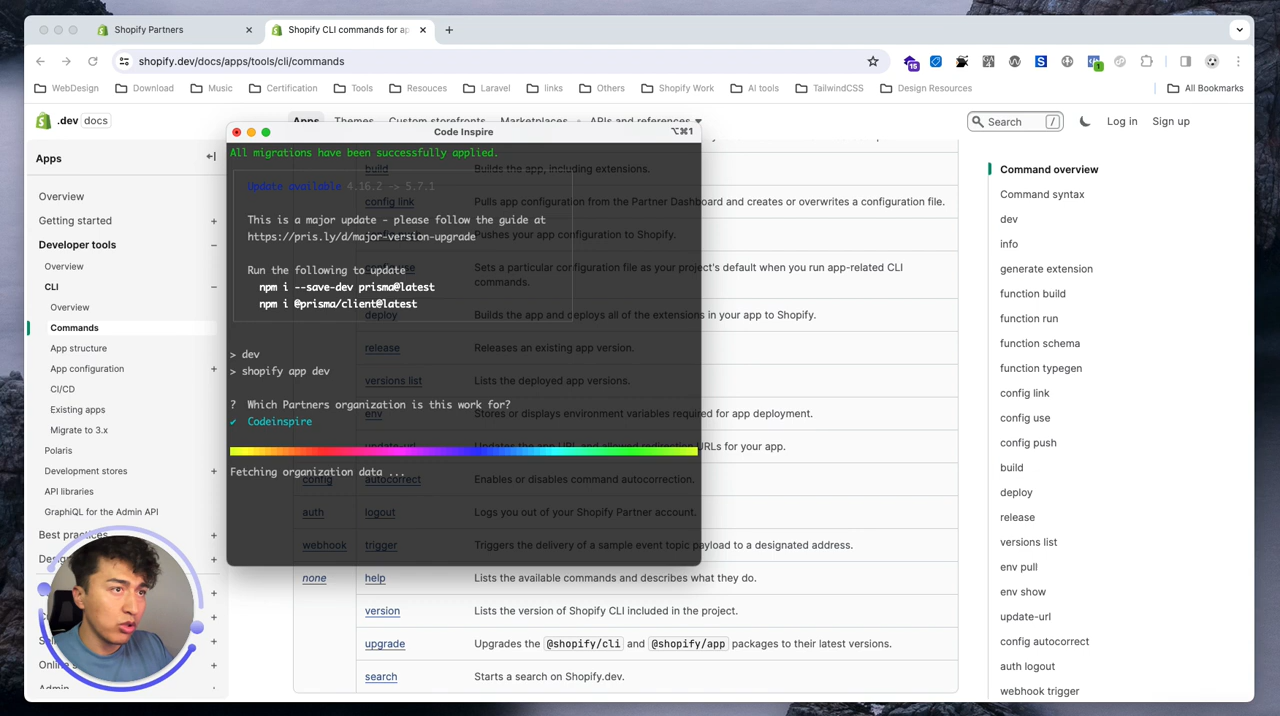 Shopify Partners
Shopify CLI commands for ap
shopify.dev/docs/apps/tools/cli/commands
15
1
WebDesign
Download
Music
Certification
Tools
Resouces
Laravel
links
Others
Shopify Work
AI tools
TailwindCSS
Design Resources
All Bookmarks
.dev docs
Apps
Themes
Custom storefronts
Marketplaces
APIs and references
Search /
Log in
Sign up
Apps
Overview
Getting started
Developer tools
Overview
CLI
Overview
Commands
App structure
App configuration
CI/CD
Existing apps
Migrate to 3.x
Polaris
Development stores
API libraries
GraphiQL for the Admin API
Best practices
Code Inspire
⌥⌘1
All migrations have been successfully applied.
Update available 4.16.2 -> 5.7.1
This is a major update - please follow the guide at
https://pris.ly/d/major-version-upgrade
Run the following to update
npm i --save-dev prisma@latest
npm i @prisma/client@latest
> dev
> shopify app dev
? Which Partners organization is this work for?
✔ Codeinspire
Fetching organization data ...
build Builds the app, including extensions.
config link Pulls app configuration from the Partner Dashboard and creates or overwrites a configuration file.
Pushes your app configuration to Shopify.
Sets a particular configuration file as your project's default when you run app-related CLI
commands.
deploy Builds the app and deploys all of the extensions in your app to Shopify.
release Releases an existing app version.
versions list Lists the deployed app versions.
env Stores or displays environment variables required for app deployment.
update-url Updates the app URL and allowed redirection URLs for your app.
config autocorrect Enables or disables command autocorrection.
auth logout Logs you out of your Shopify Partner account.
webhook trigger Triggers the delivery of a sample event topic payload to a designated address.
none help Lists the available commands and describes what they do.
version Lists the version of Shopify CLI included in the project.
upgrade Upgrades the @shopify/cli and @shopify/app packages to their latest versions.
search Starts a search on Shopify.dev.
Command overview
Command syntax
dev
info
generate extension
function build
function run
function schema
function typegen
config link
config use
config push
build
deploy
release
versions list
env pull
env show
update-url
config autocorrect
auth logout
webhook trigger